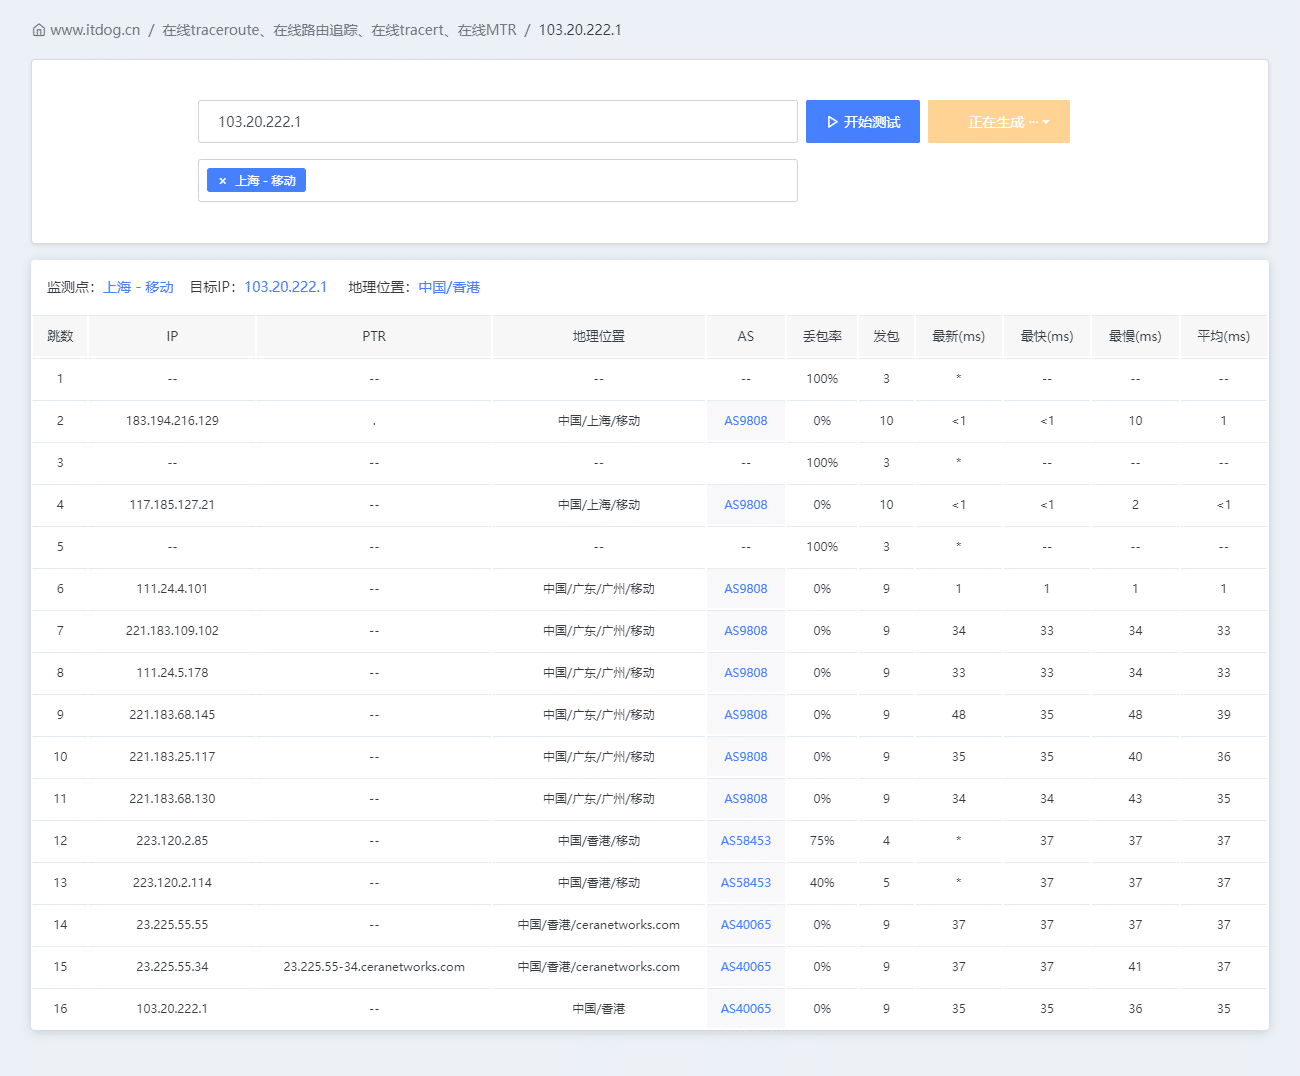 www.itdog.cn / 在线traceroute、在线路由追踪、在线tracert、在线MTR / 103.20.222.1
103.20.222.1 开始测试 正在生成 ···
× 上海 - 移动
监测点：上海 - 移动 目标IP：103.20.222.1 地理位置：中国/香港
跳数 IP PTR 地理位置 AS 丢包率 发包 最新(ms) 最快(ms) 最慢(ms) 平均(ms)
1 -- -- -- -- 100% 3 * -- -- --
2 183.194.216.129 . 中国/上海/移动 AS9808 0% 10 <1 <1 10 1
3 -- -- -- -- 100% 3 * -- -- --
4 117.185.127.21 -- 中国/上海/移动 AS9808 0% 10 <1 <1 2 <1
5 -- -- -- -- 100% 3 * -- -- --
6 111.24.4.101 -- 中国/广东/广州/移动 AS9808 0% 9 1 1 1 1
7 221.183.109.102 -- 中国/广东/广州/移动 AS9808 0% 9 34 33 34 33
8 111.24.5.178 -- 中国/广东/广州/移动 AS9808 0% 9 33 33 34 33
9 221.183.68.145 -- 中国/广东/广州/移动 AS9808 0% 9 48 35 48 39
10 221.183.25.117 -- 中国/广东/广州/移动 AS9808 0% 9 35 35 40 36
11 221.183.68.130 -- 中国/广东/广州/移动 AS9808 0% 9 34 34 43 35
12 223.120.2.85 -- 中国/香港/移动 AS58453 75% 4 * 37 37 37
13 223.120.2.114 -- 中国/香港/移动 AS58453 40% 5 * 37 37 37
14 23.225.55.55 -- 中国/香港/ceranetworks.com AS40065 0% 9 37 37 37 37
15 23.225.55.34 23.225.55-34.ceranetworks.com 中国/香港/ceranetworks.com AS40065 0% 9 37 37 41 37
16 103.20.222.1 -- 中国/香港 AS40065 0% 9 35 35 36 35